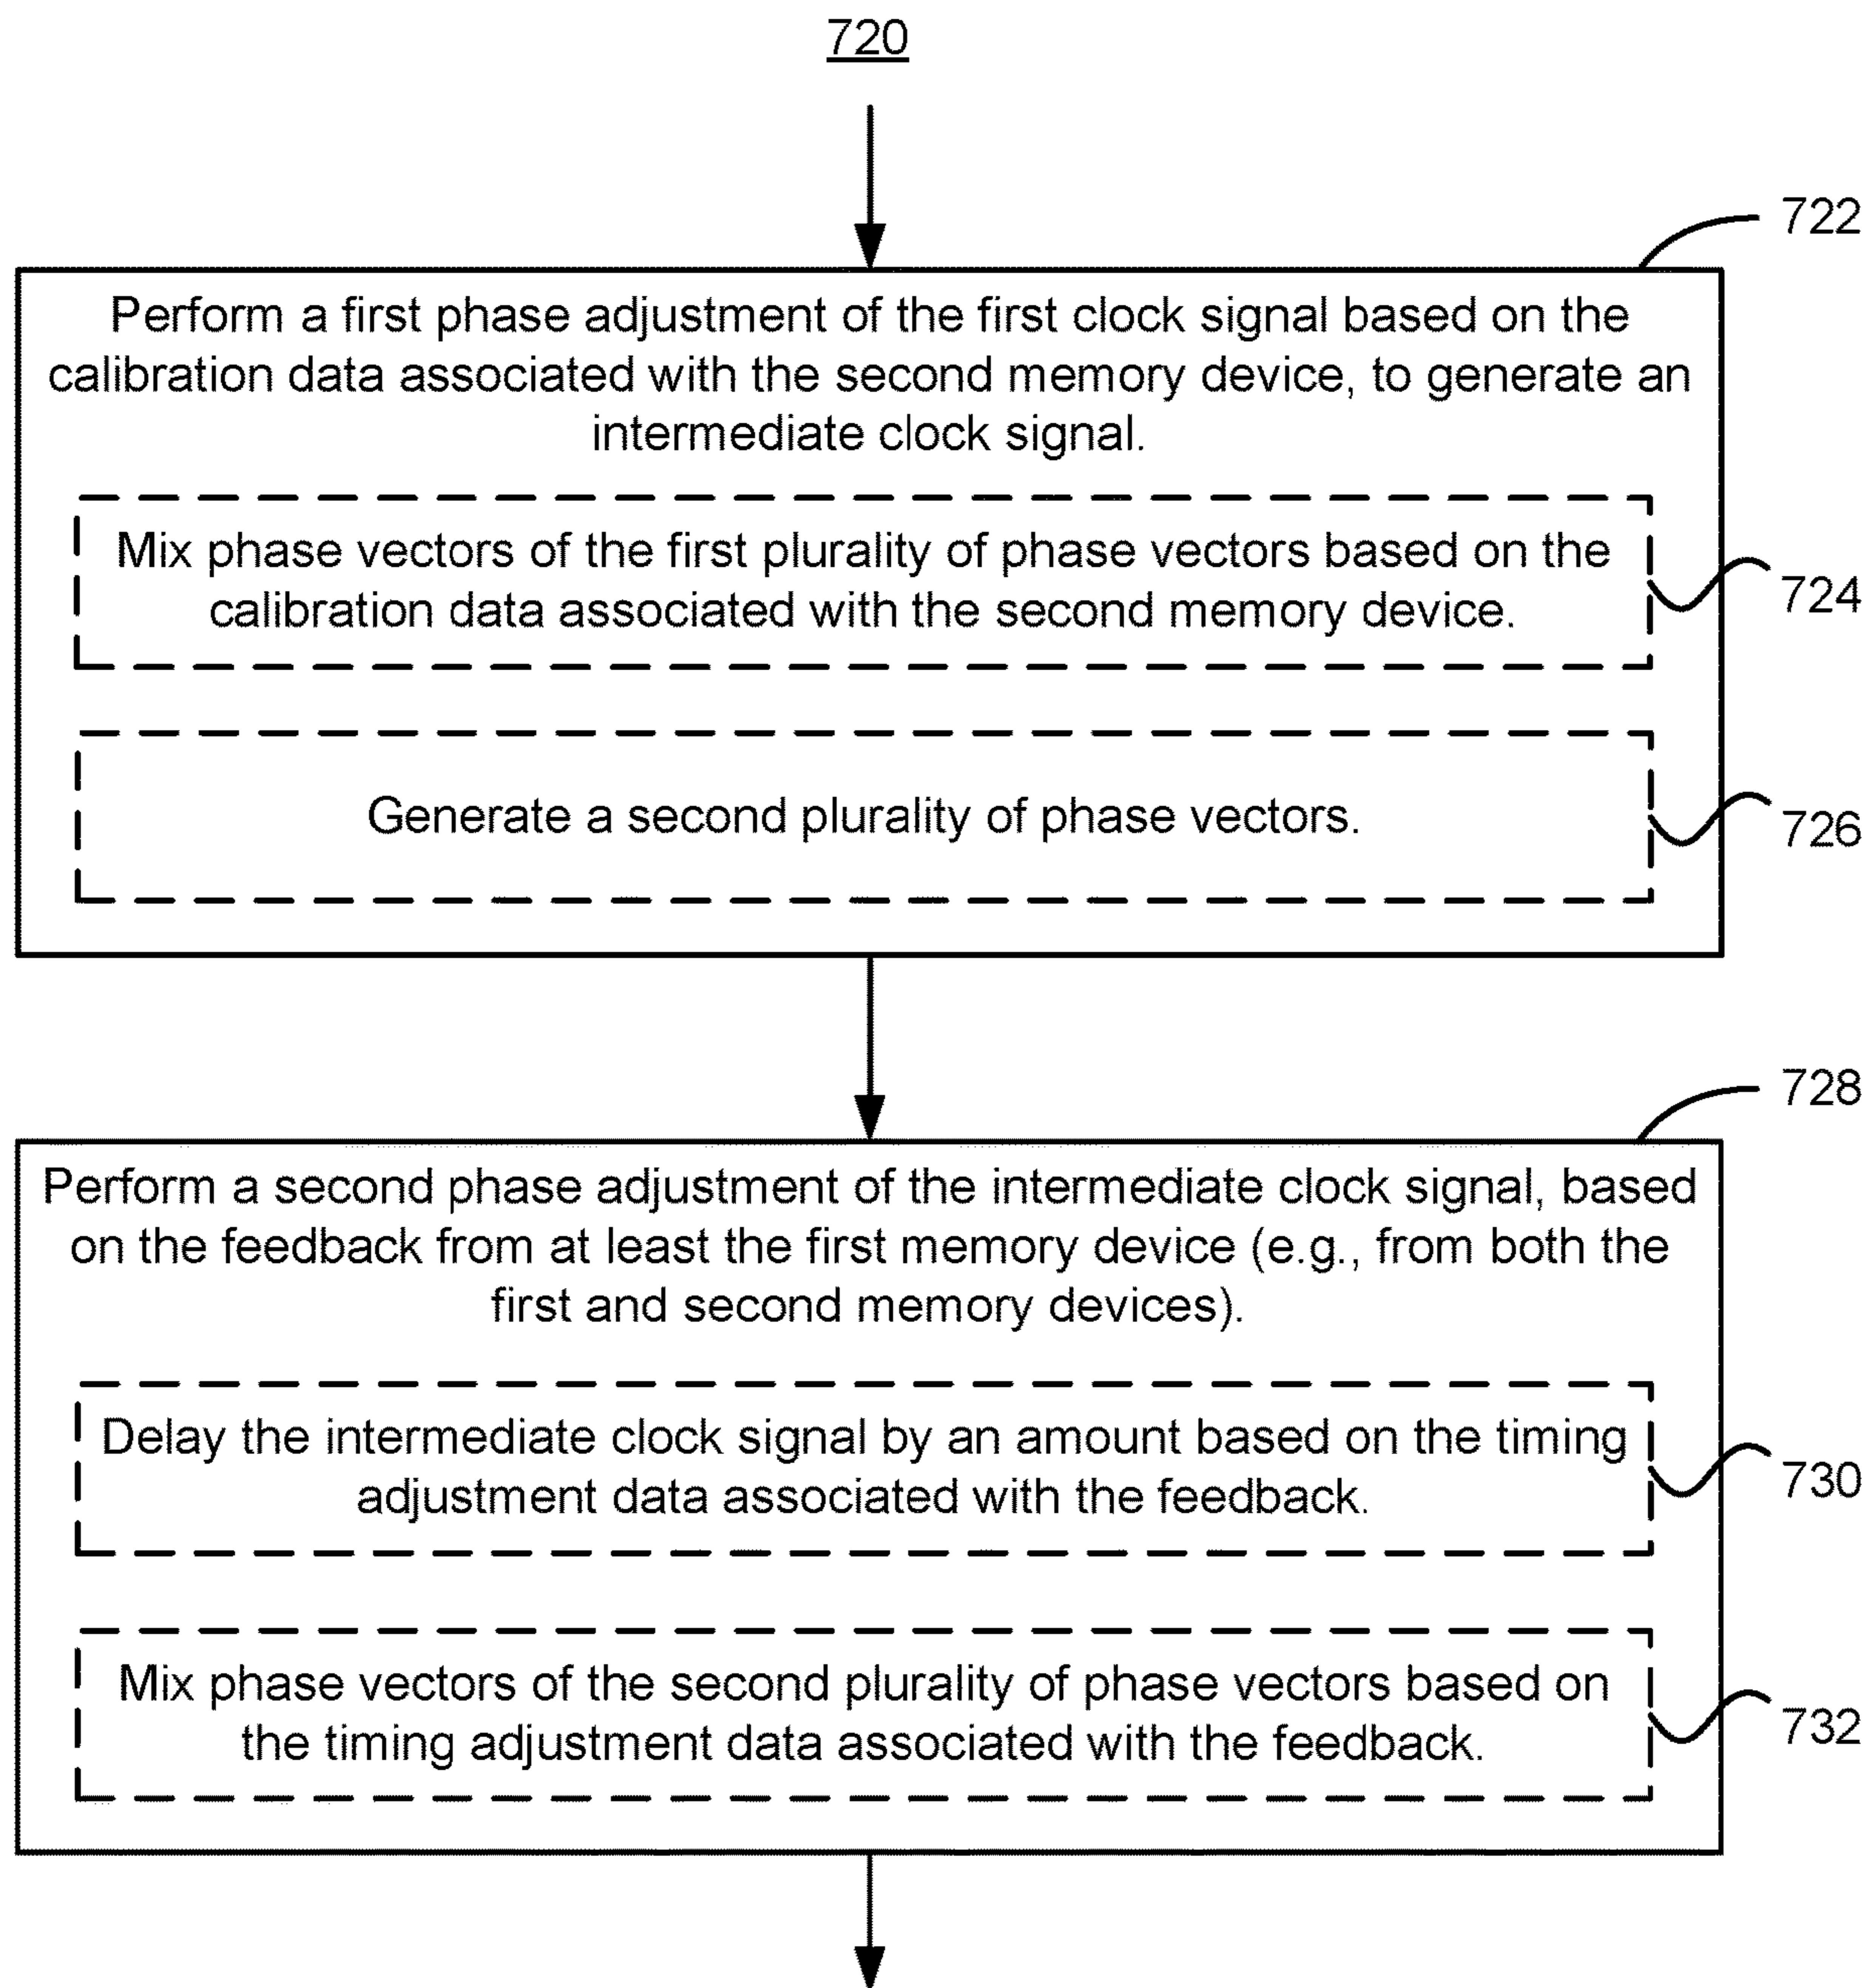 720
722
Perform a first phase adjustment of the first clock signal based on the
calibration data associated with the second memory device, to generate an
intermediate clock signal.
Mix phase vectors of the first plurality of phase vectors based on the
calibration data associated with the second memory device.
724
Generate a second plurality of phase vectors.
726
728
Perform a second phase adjustment of the intermediate clock signal, based
on the feedback from at least the first memory device (e.g., from both the
first and second memory devices).
Delay the intermediate clock signal by an amount based on the timing
adjustment data associated with the feedback.
730
Mix phase vectors of the second plurality of phase vectors based on
the timing adjustment data associated with the feedback.
732